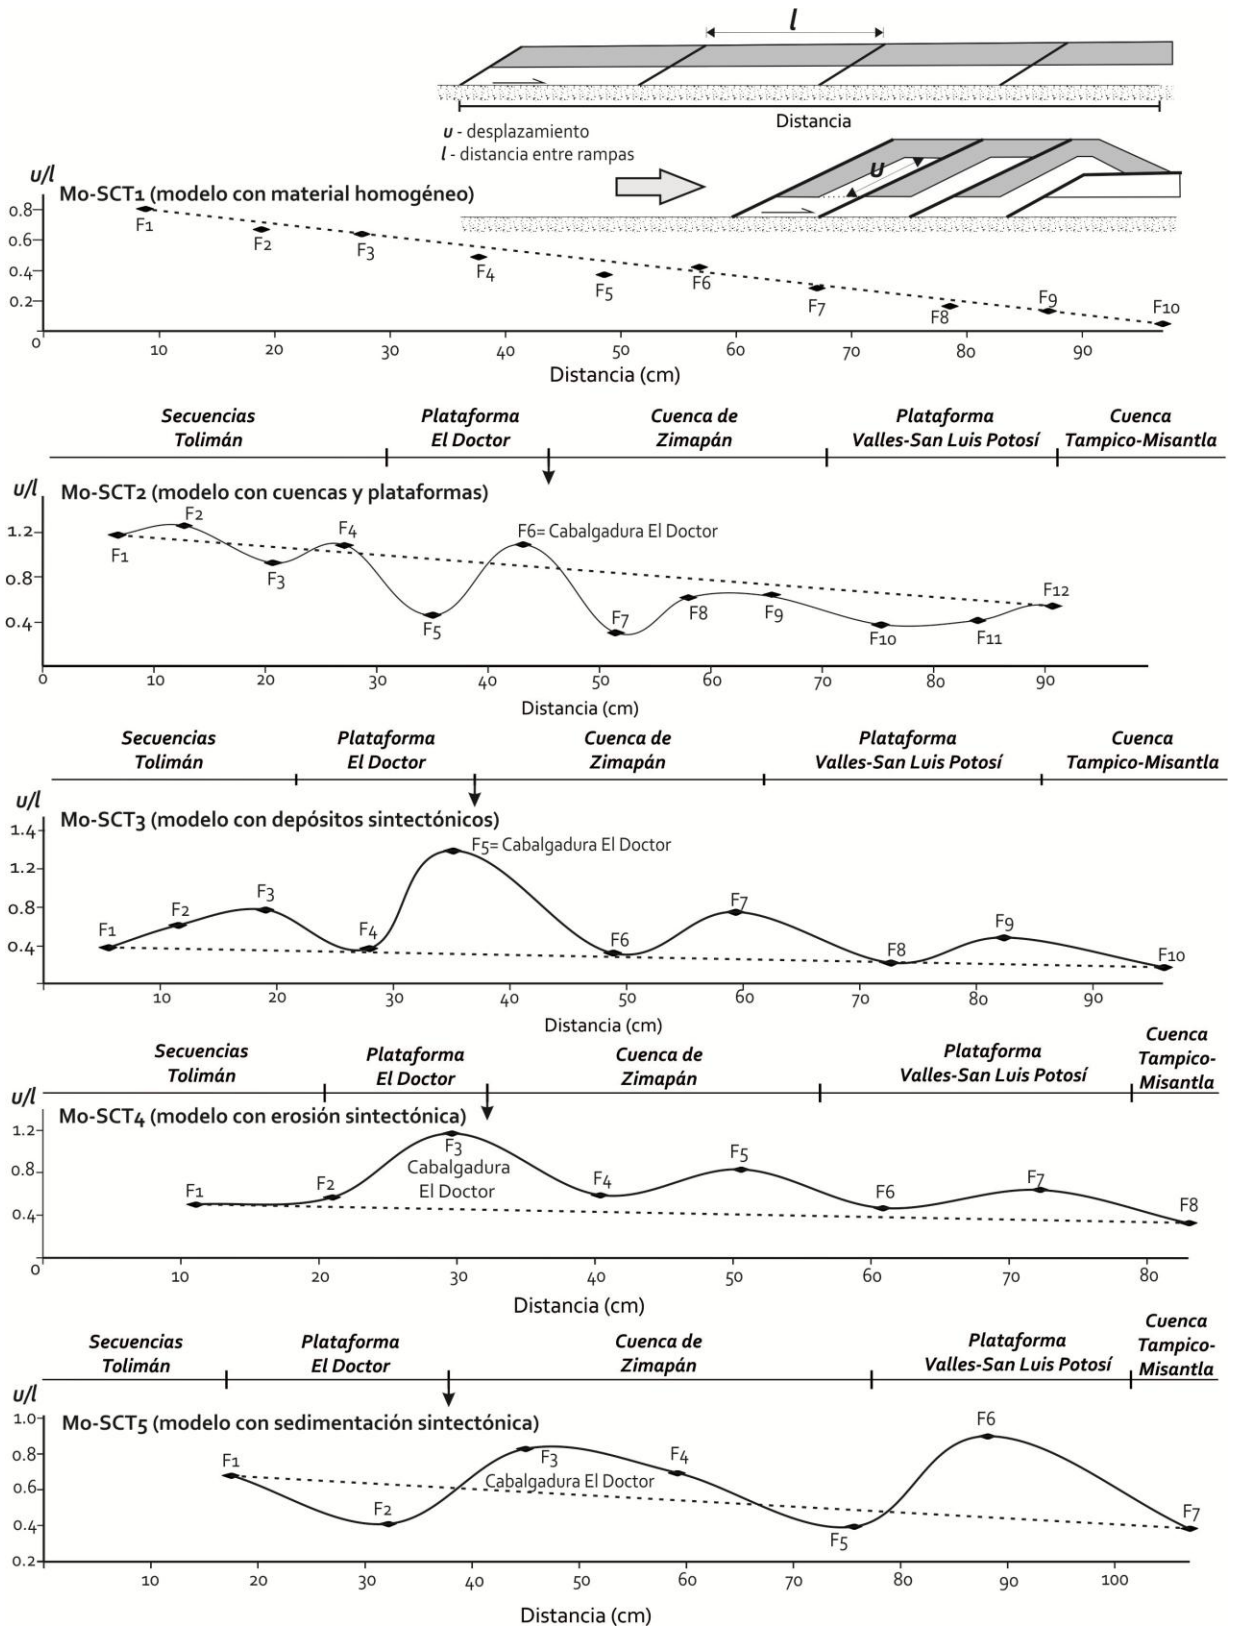 l
Distancia
u - desplazamiento
l - distancia entre rampas
U
u/l
Mo-SCT1 (modelo con material homogéneo)
0.8
0.6
0.4
0.2
F1
F2
F3
F4
F5
F6
F7
F8
F9
F10
0 10 20 30 40 50 60 70 80 90
Distancia (cm)
Secuencias
Tolimán
Plataforma
El Doctor
Cuenca de
Zimapán
Plataforma
Valles-San Luis Potosí
Cuenca
Tampico-Misantla
u/l
Mo-SCT2 (modelo con cuencas y plataformas)
1.2
0.8
0.4
F1
F2
F3
F4
F5
F6= Cabalgadura El Doctor
F7
F8
F9
F10
F11
F12
0 10 20 30 40 50 60 70 80 90
Distancia (cm)
Secuencias
Tolimán
Plataforma
El Doctor
Cuenca de
Zimapán
Plataforma
Valles-San Luis Potosí
Cuenca
Tampico-Misantla
u/l
Mo-SCT3 (modelo con depósitos sintectónicos)
1.4
1.2
0.8
0.4
F1
F2
F3
F4
F5= Cabalgadura El Doctor
F6
F7
F8
F9
F10
10 20 30 40 50 60 70 80 90
Distancia (cm)
Secuencias
Tolimán
Plataforma
El Doctor
Cuenca de
Zimapán
Plataforma
Valles-San Luis Potosí
Cuenca
Tampico-
Misantla
u/l
Mo-SCT4 (modelo con erosión sintectónica)
1.2
0.8
0.4
F1
F2
F3
Cabalgadura
El Doctor
F4
F5
F6
F7
F8
0 10 20 30 40 50 60 70 80
Distancia (cm)
Secuencias
Tolimán
Plataforma
El Doctor
Cuenca de
Zimapán
Plataforma
Valles-San Luis Potosí
Cuenca
Tampico-
Misantla
u/l
Mo-SCT5 (modelo con sedimentación sintectónica)
1.0
0.8
0.6
0.4
0.2
F1
F2
F3
Cabalgadura El Doctor
F4
F5
F6
F7
10 20 30 40 50 60 70 80 90 100
Distancia (cm)